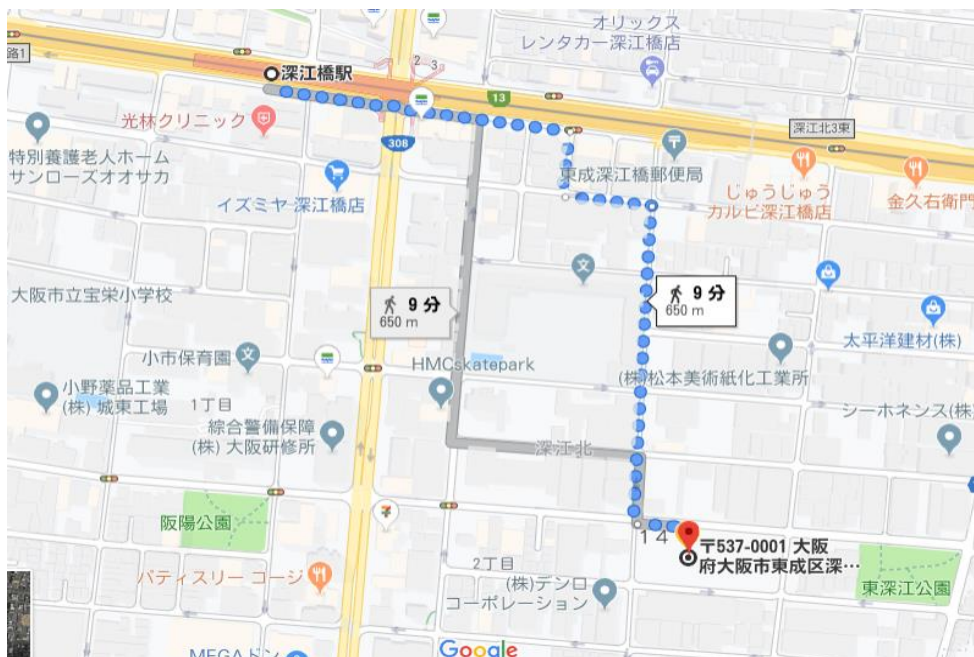 オリックス
レンタカー深江橋店
路1
深江橋駅
2 3
13
光林クリニック
308
深江北3東
特別養護老人ホーム
サンローズオオサカ
イズミヤ 深江橋店
東成深江橋郵便局
じゅうじゅう
カルビ深江橋店
金久右衛門
大阪市立宝栄小学校
文
9 分
650 m
9 分
650 m
太平洋建材(株)
小市保育園
文
HMCskatepark
(株)松本美術紙化工業所
小野薬品工業
(株) 城東工場
1丁目
綜合警備保障
(株) 大阪研修所
シーホネンス(株)
深江北
阪陽公園
14
〒537-0001 大阪
府大阪市東成区深…
2丁目
(株)デンロ
コーポレーション
東深江公園
パティスリー コージ
MEGAドン
Google